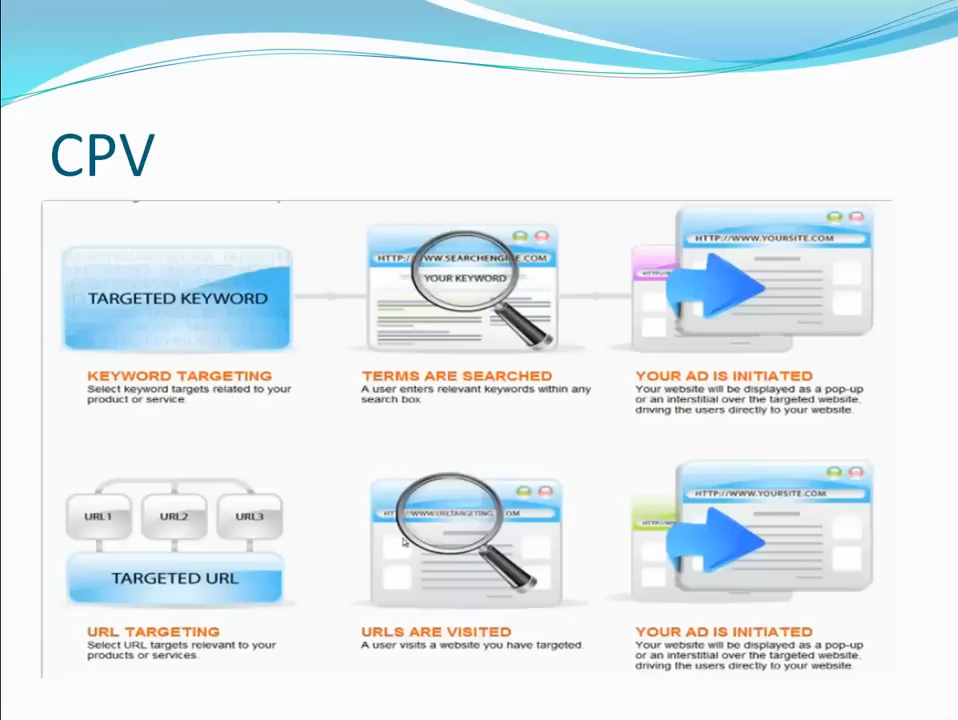 CPV
TARGETED KEYWORD
HTTP://WWW.SEARCHENGINE.COM
YOUR KEYWORD
HTTP://WWW.YOURSITE.COM
KEYWORD TARGETING
Select keyword targets related to your
product or service.
TERMS ARE SEARCHED
A user enters relevant keywords within any
search box.
YOUR AD IS INITIATED
Your website will be displayed as a pop-up
or an interstitial over the targeted website,
driving the users directly to your website.
URL1
URL2
URL3
TARGETED URL
HTTP://WWW.URLTARGETING.COM
HTTP://WWW.YOURSITE.COM
URL TARGETING
Select URL targets relevant to your
products or services.
URLS ARE VISITED
A user visits a website you have targeted.
YOUR AD IS INITIATED
Your website will be displayed as a pop-up
or an interstitial over the targeted website,
driving the users directly to your website.